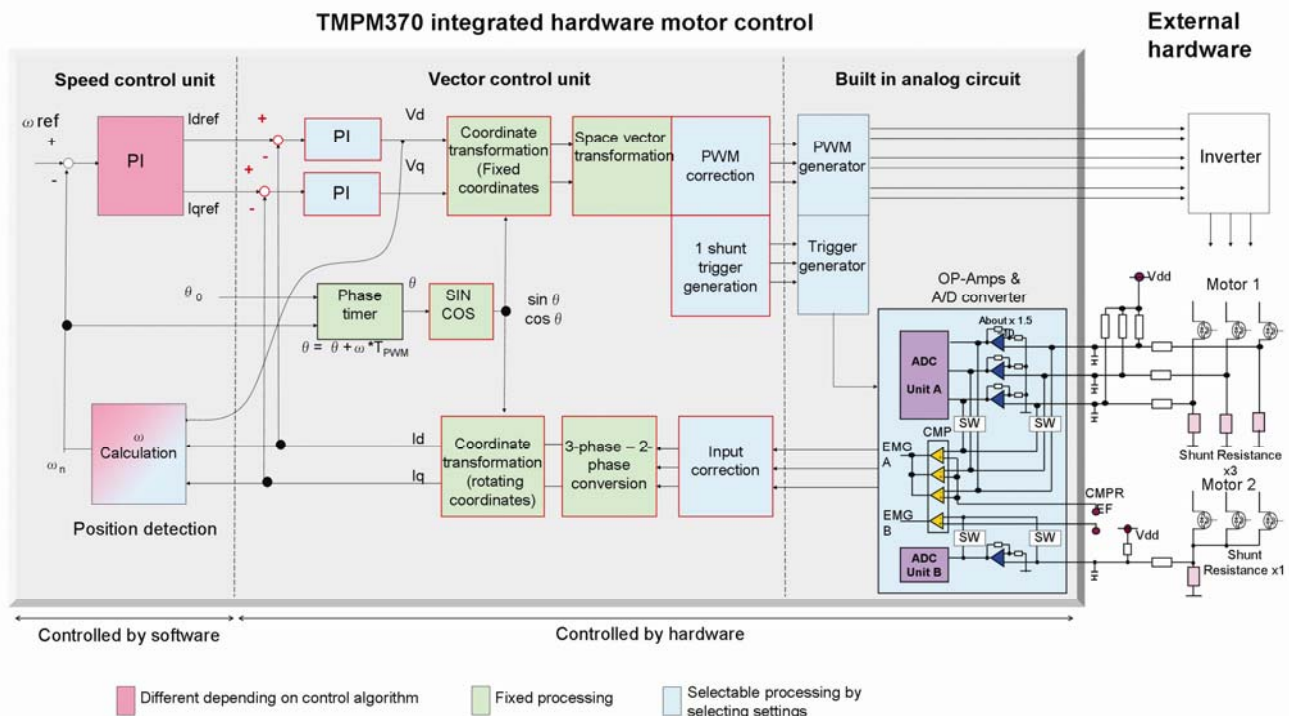 TMPM370 integrated hardware motor control
External
hardware
Speed control unit
Vector control unit
Built in analog circuit
ω ref
+
-
PI
Idref
Iqref
+
-
+
-
PI
PI
Vd
Vq
Coordinate
transformation
(Fixed
coordinates
Space vector
transformation
PWM
correction
PWM
generator
Inverter
1 shunt
trigger
generation
Trigger
generator
θ o
Phase
timer
θ
SIN
COS
sin θ
cos θ
θ = θ + ω *TPWM
OP-Amps &
A/D converter
About x 1.5
ADC
Unit A
SW
SW
Vdd
Motor 1
Shunt Resistance
x3
ω
Calculation
ω n
Position detection
Id
Iq
Coordinate
transformation
(rotating
coordinates)
3-phase – 2-
phase
conversion
Input
correction
EMG
A
CMP
EMG
B
SW
SW
ADC
Unit B
CMPR
EF
Vdd
Motor 2
Shunt
Resistance x1
Controlled by software
Controlled by hardware
Different depending on control algorithm
Fixed processing
Selectable processing by
selecting settings